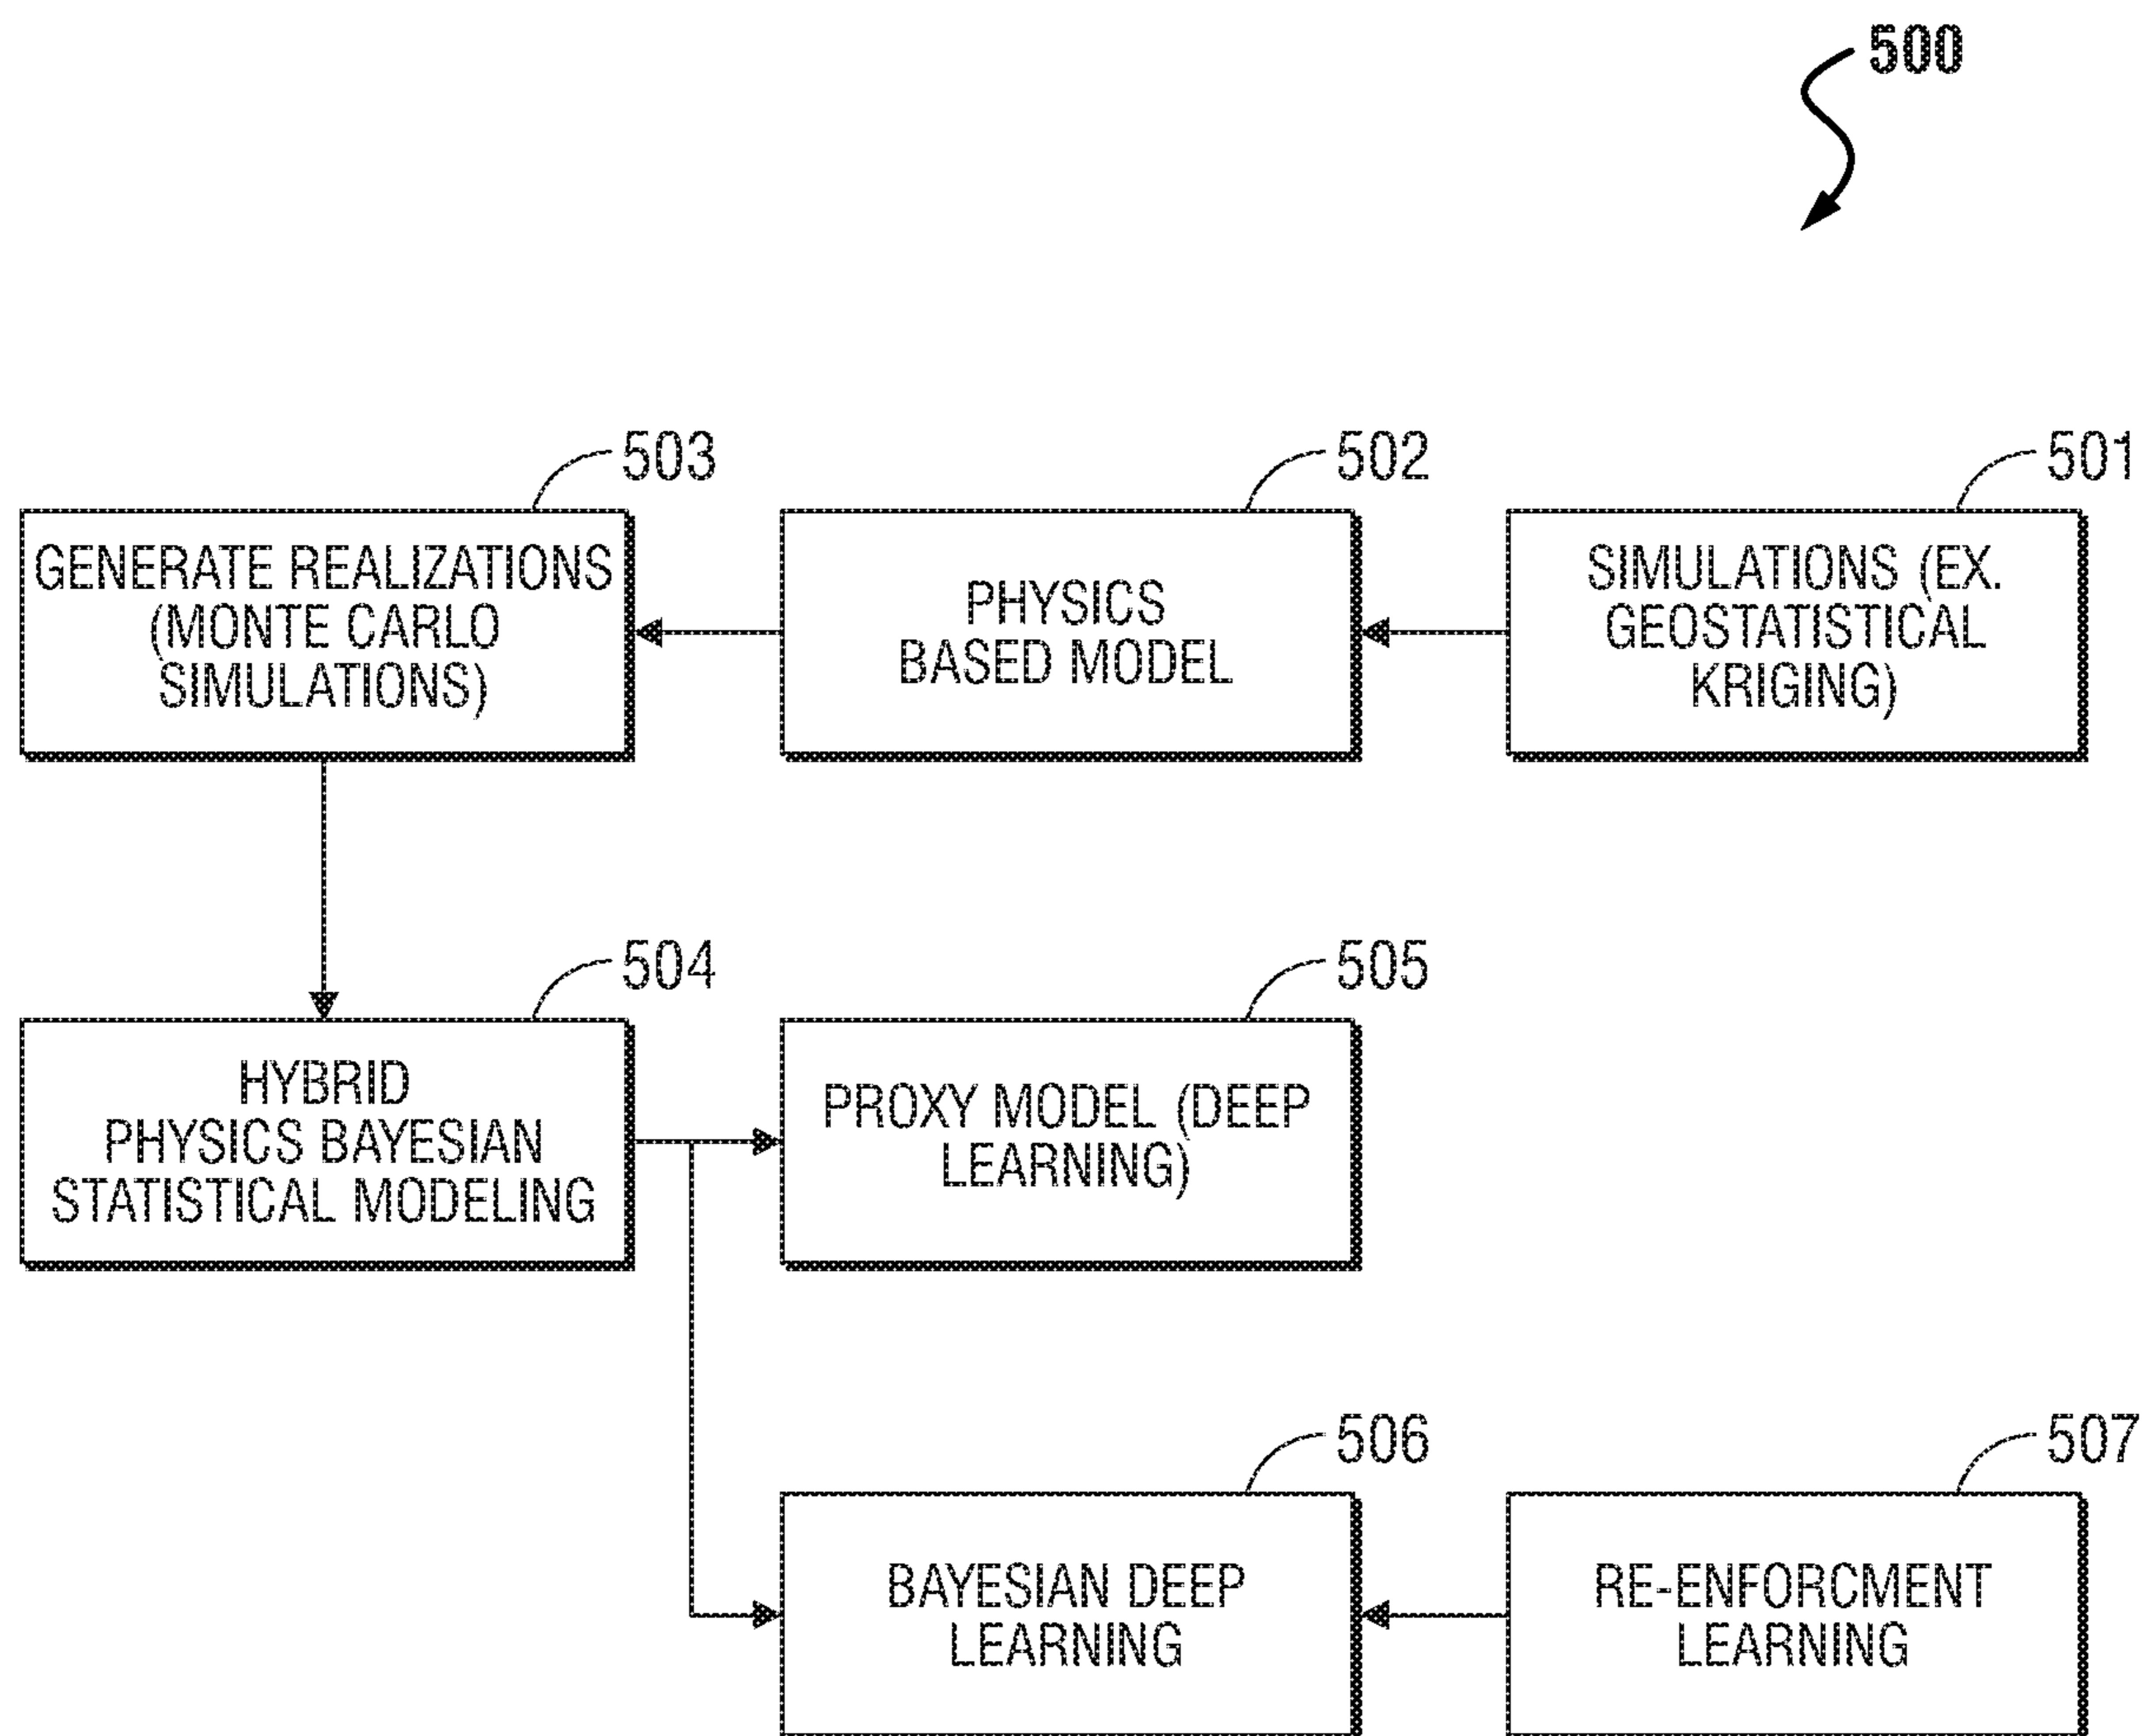 500
503
502
501
GENERATE REALIZATIONS
(MONTE CARLO
SIMULATIONS)
PHYSICS
BASED MODEL
SIMULATIONS (EX.
GEOSTATISTICAL
KRIGING)
504
505
HYBRID
PHYSICS BAYESIAN
STATISTICAL MODELING
PROXY MODEL (DEEP
LEARNING)
506
507
BAYESIAN DEEP
LEARNING
RE-ENFORCMENT
LEARNING